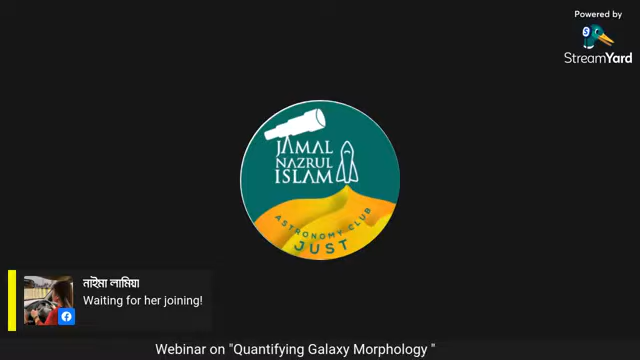 Powered by
StreamYard
JAMAL
NAZRUL
ISLAM
ASTRONOMY CLUB
JUST
নাইমা লামিয়া
Waiting for her joining!
Webinar on "Quantifying Galaxy Morphology "